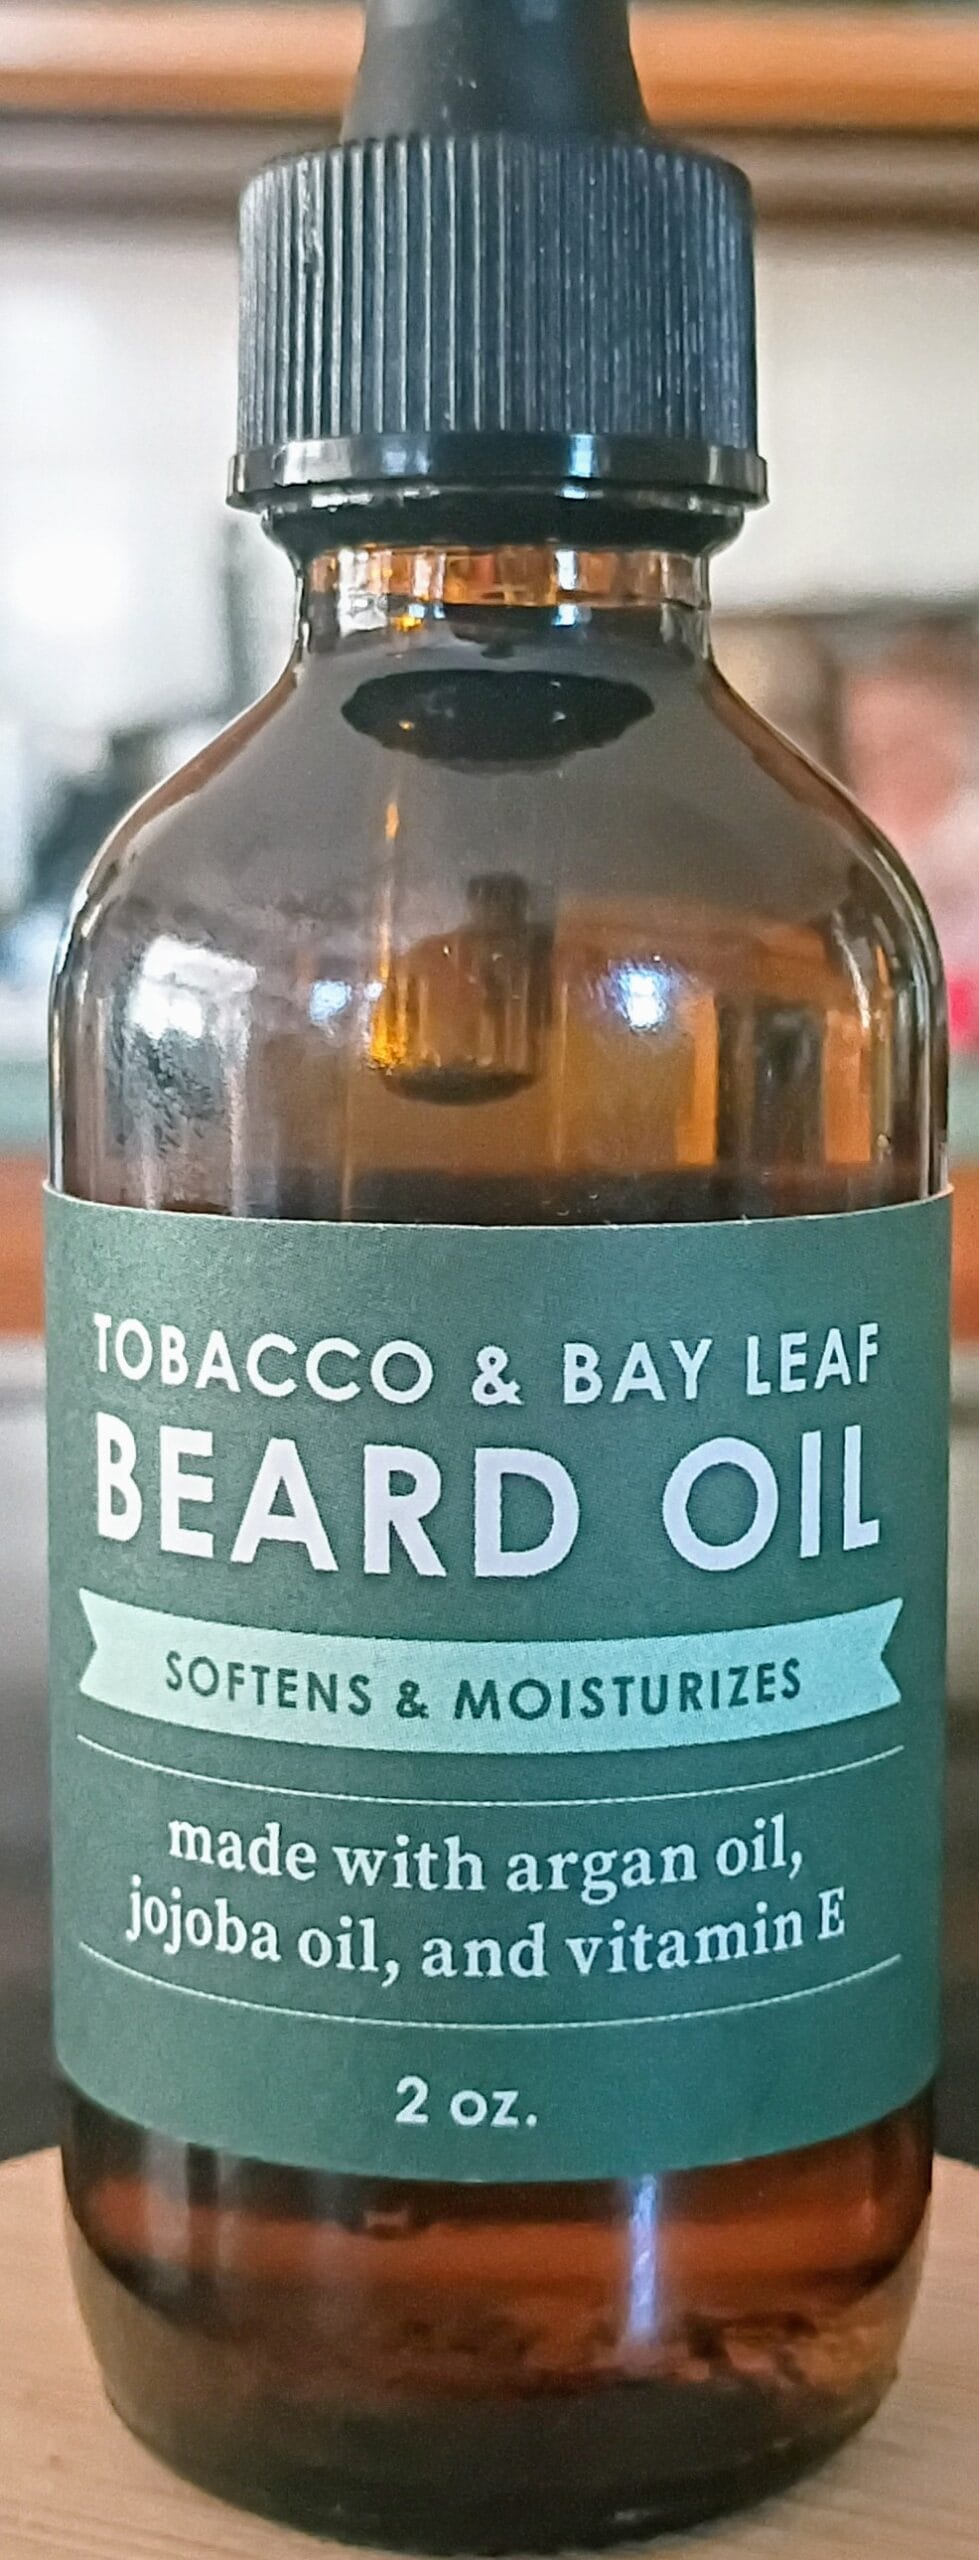 TOBACCO & BAY LEAF
BEARD OIL
SOFTENS & MOISTURIZES
made with argan oil,
jojoba oil, and vitamin E
2 oz.